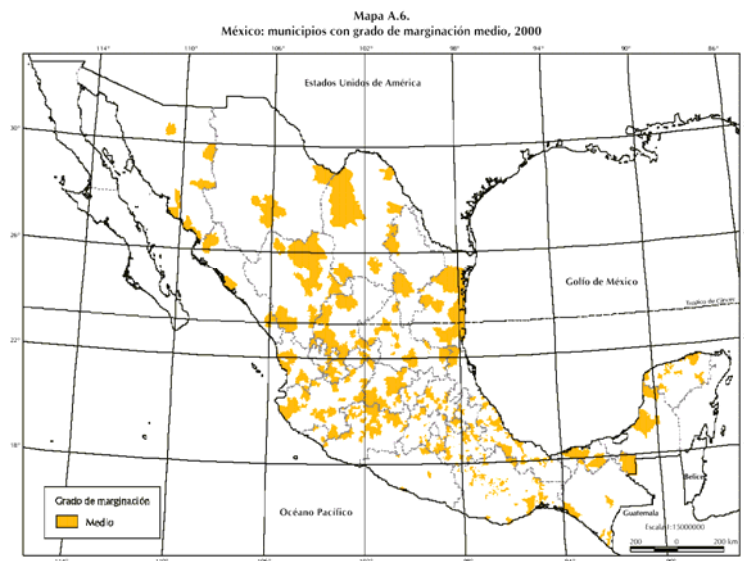 Mapa A.6.
México: municipios con grado de marginación medio, 2000
114° 110° 106° 102° 98° 94° 90° 86°
Estados Unidos de América
30°
26°
Golfo de México
Trópico de Cáncer
22°
18°
Grado de marginación
Medio
Océano Pacífico
Belice
Guatemala
Escala 1:15000000
200 0 200 km